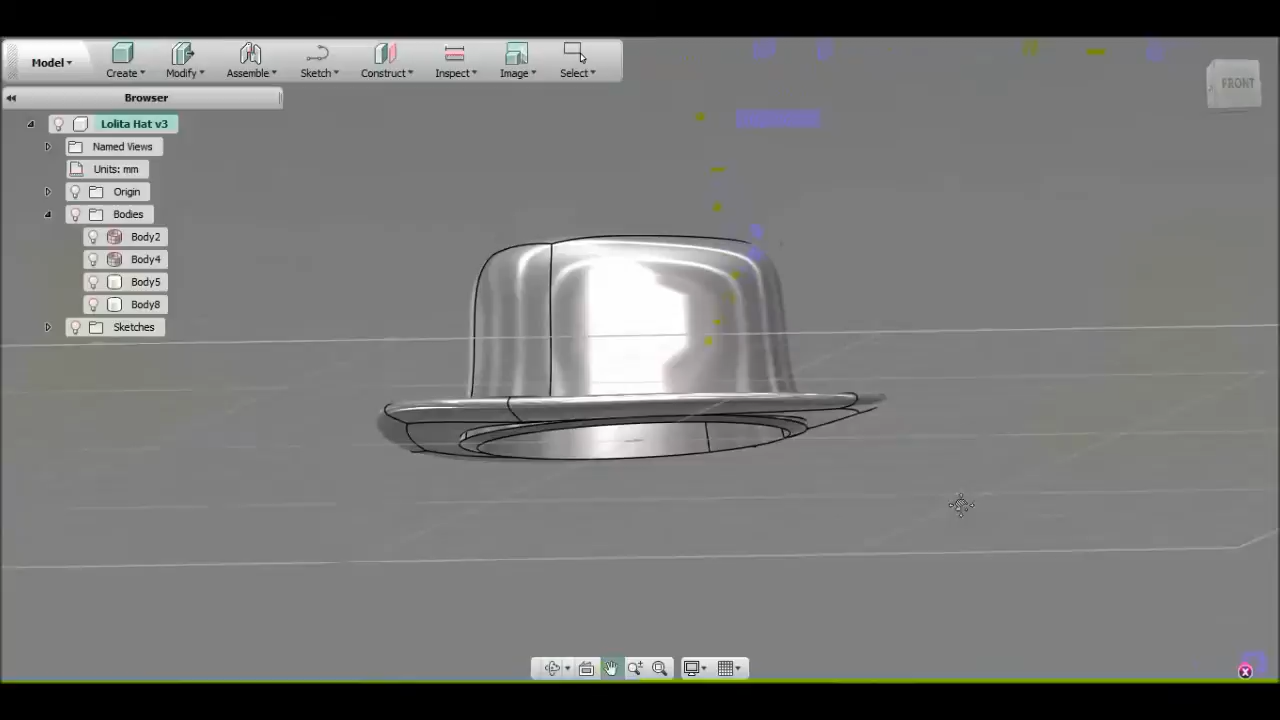 Model
Create
Modify
Assemble
Sketch
Construct
Inspect
Image
Select
Browser
FRONT
Lolita Hat v3
Named Views
Units: mm
Origin
Bodies
Body2
Body4
Body5
Body8
Sketches